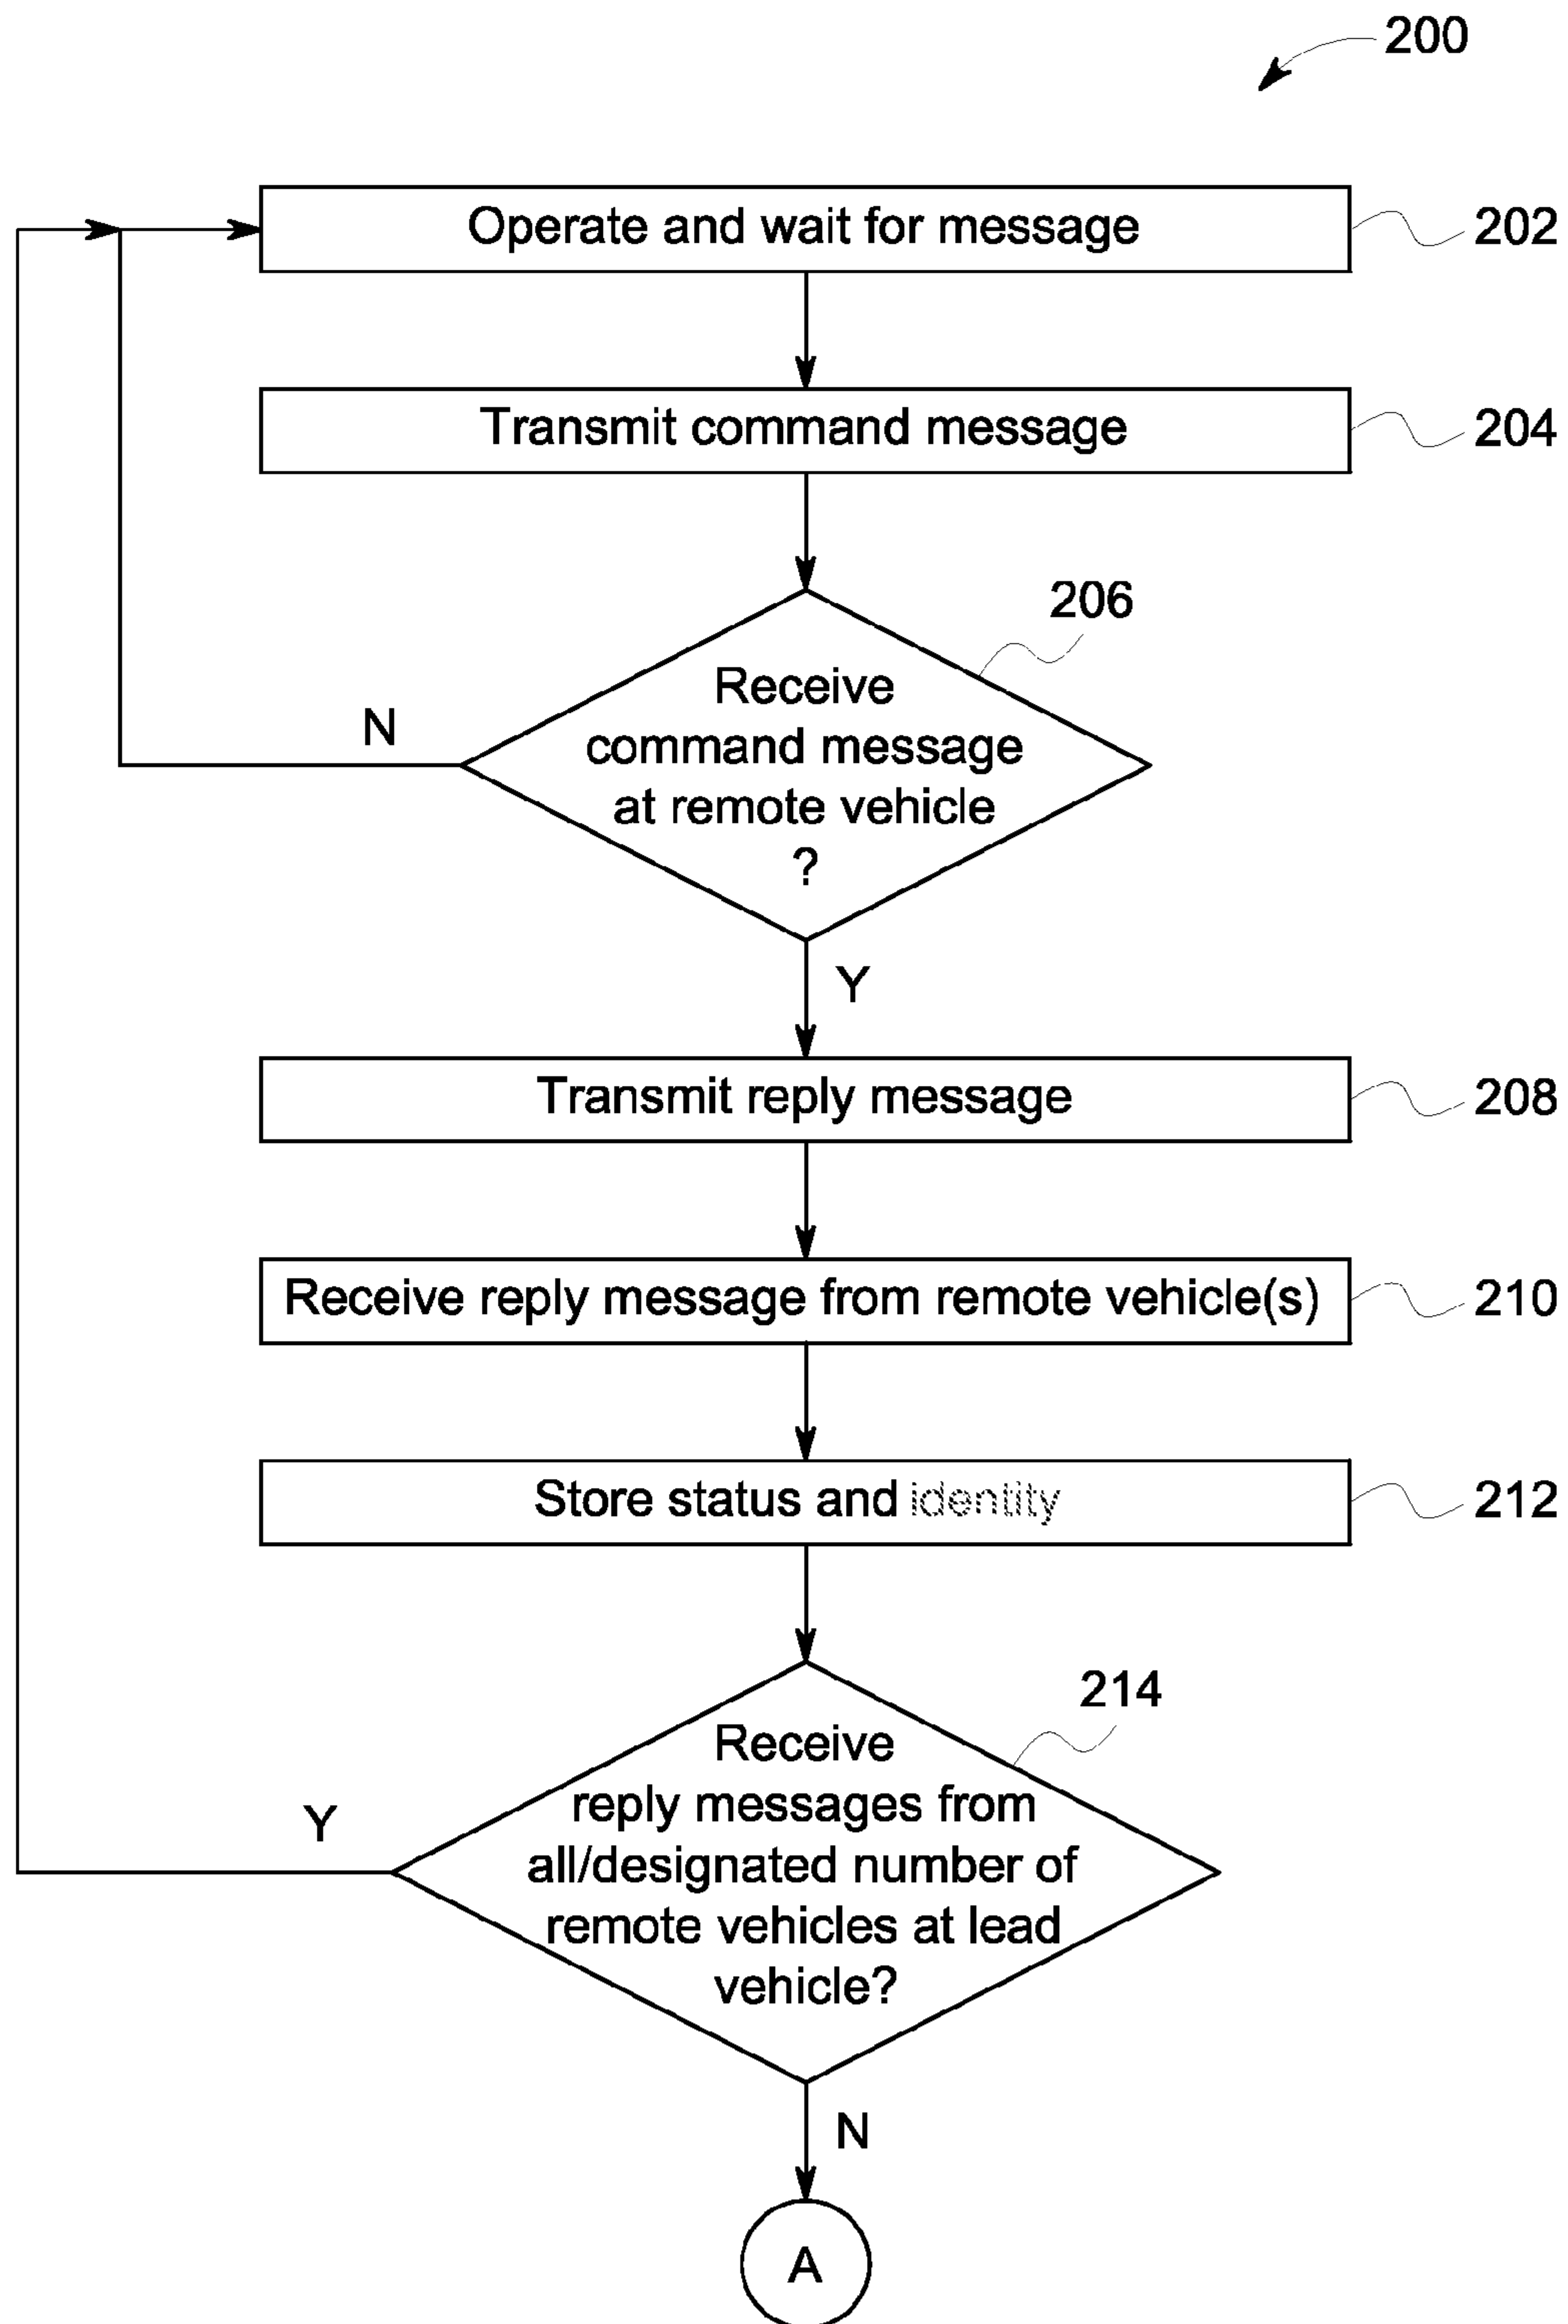 200
Operate and wait for message
202
Transmit command message
204
206
Receive
command message
at remote vehicle
?
N
Y
Transmit reply message
208
Receive reply message from remote vehicle(s)
210
Store status and identity
212
214
Receive
reply messages from
all/designated number of
remote vehicles at lead
vehicle?
Y
N
A